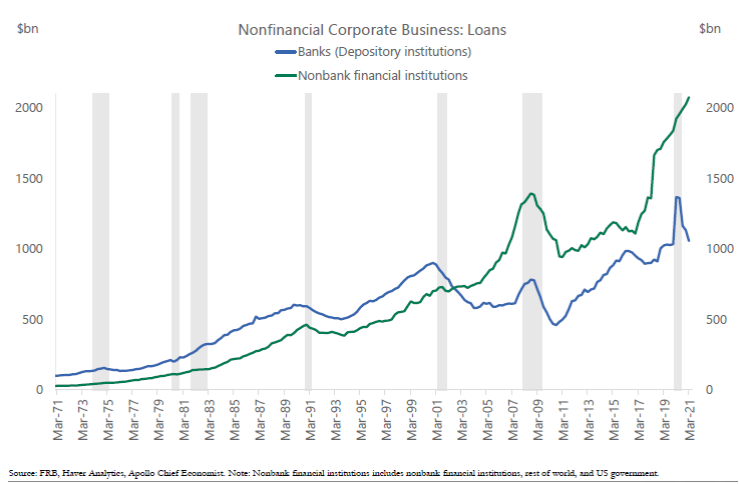 $bn
Nonfinancial Corporate Business: Loans
$bn
Banks (Depository institutions)
Nonbank financial institutions
2000
2000
1500
1500
1000
1000
500
500
0
0
Mar-71
Mar-73
Mar-75
Mar-77
Mar-79
Mar-81
Mar-83
Mar-85
Mar-87
Mar-89
Mar-91
Mar-93
Mar-95
Mar-97
Mar-99
Mar-01
Mar-03
Mar-05
Mar-07
Mar-09
Mar-11
Mar-13
Mar-15
Mar-17
Mar-19
Mar-21
Source: FRB, Haver Analytics, Apollo Chief Economist. Note: Nonbank financial institutions includes nonbank financial institutions, rest of world, and US government.